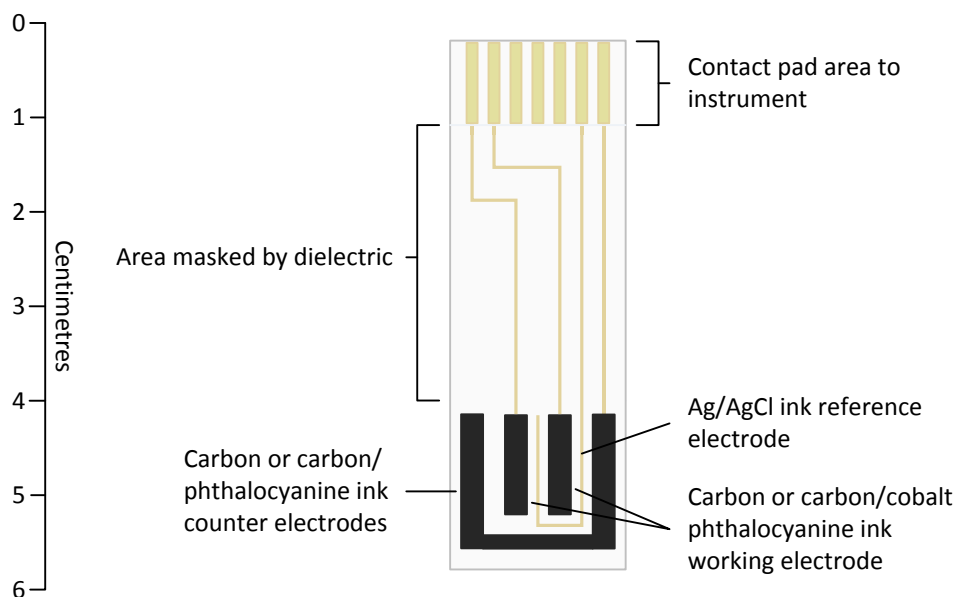 0
1
2
3
4
5
6
Centimetres
Contact pad area to
instrument
Area masked by dielectric
Ag/AgCl ink reference
electrode
Carbon or carbon/
phthalocyanine ink
counter electrodes
Carbon or carbon/cobalt
phthalocyanine ink
working electrode